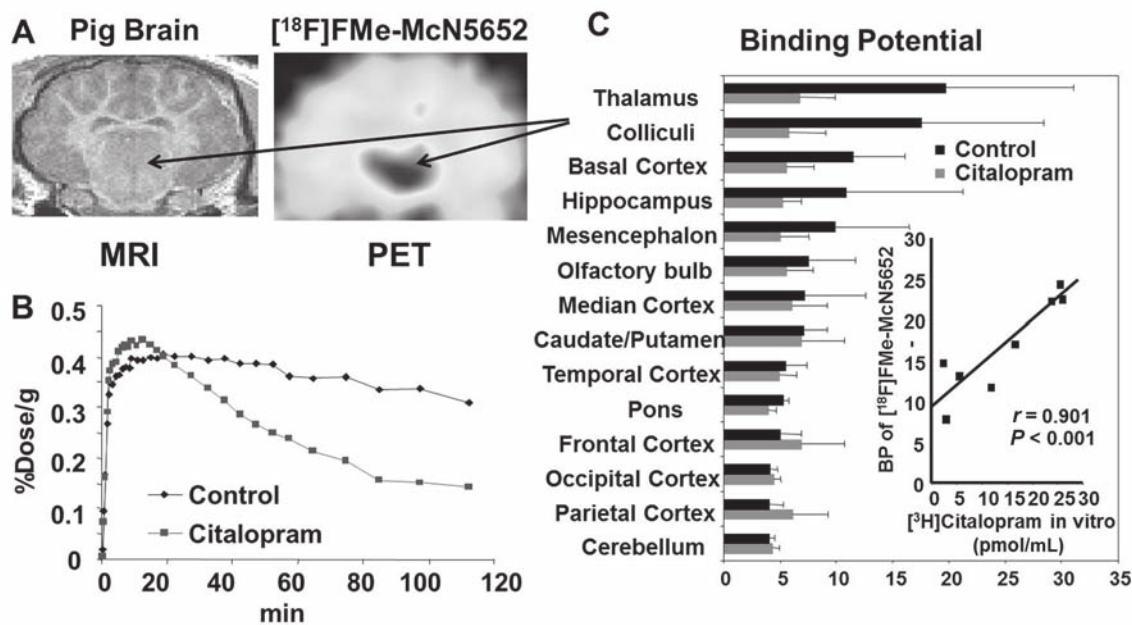 A
Pig Brain
[¹⁸F]FMe-McN5652
MRI
PET
B
%Dose/g
0.4
0.3
0.2
0.1
0
Control
Citalopram
0
20
40
60
80
100
120
min
C
Binding Potential
Thalamus
Colliculi
Basal Cortex
Hippocampus
Mesencephalon
Olfactory bulb
Median Cortex
Caudate/Putamen
Temporal Cortex
Pons
Frontal Cortex
Occipital Cortex
Parietal Cortex
Cerebellum
0
5
10
15
20
25
30
35
Control
Citalopram
BP of [¹⁸F]FMe-McN5652
30
25
20
15
10
5
0
r = 0.901
P < 0.001
0
5
10
15
20
25
30
[³H]Citalopram in vitro
(pmol/mL)